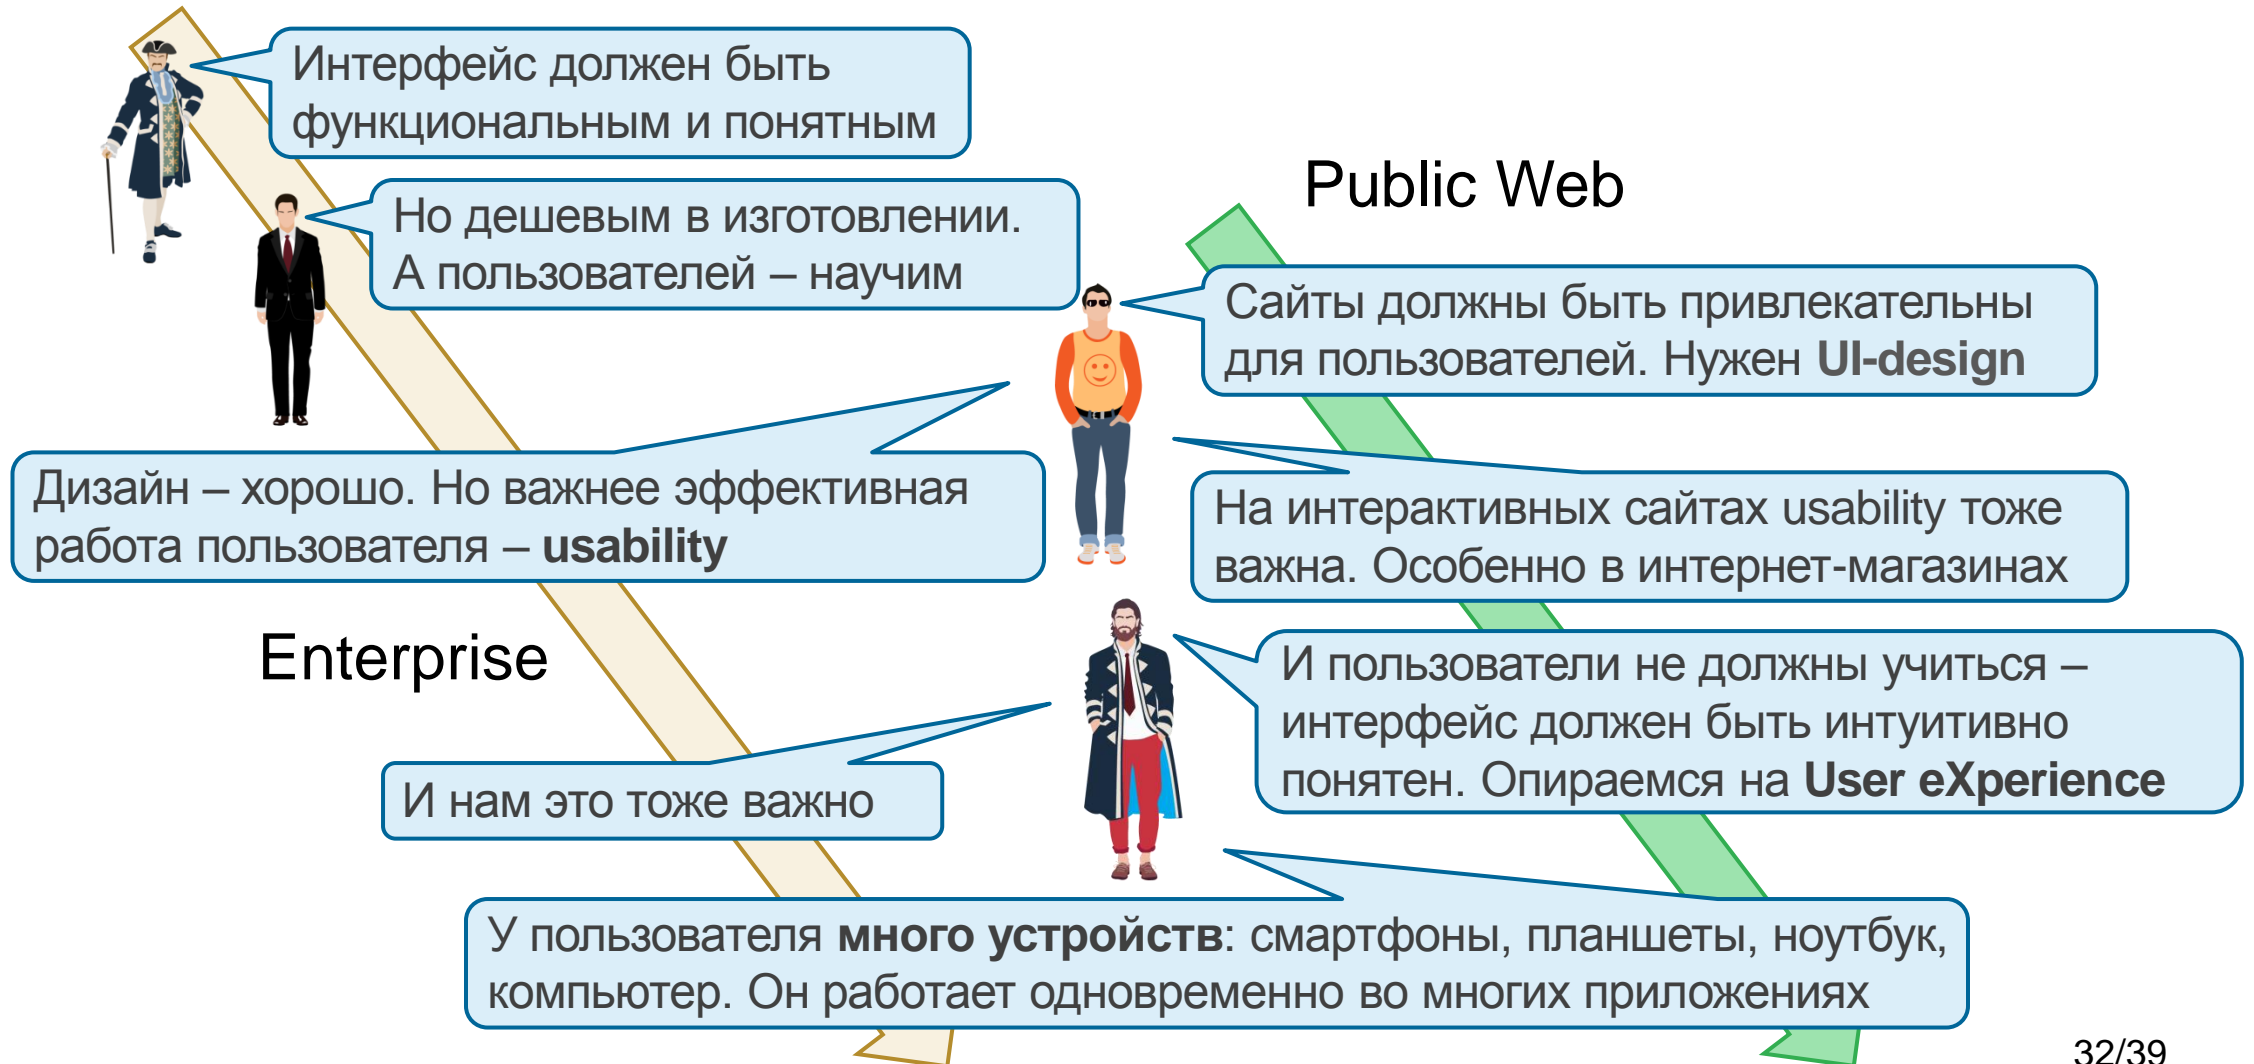 Интерфейс должен быть
функциональным и понятным
Но дешевым в изготовлении.
А пользователей – научим
Public Web
Сайты должны быть привлекательны
для пользователей. Нужен UI-design
Дизайн – хорошо. Но важнее эффективная
работа пользователя – usability
На интерактивных сайтах usability тоже
важна. Особенно в интернет-магазинах
Enterprise
И пользователи не должны учиться –
интерфейс должен быть интуитивно
понятен. Опираемся на User eXperience
И нам это тоже важно
У пользователя много устройств: смартфоны, планшеты, ноутбук,
компьютер. Он работает одновременно во многих приложениях
32/39